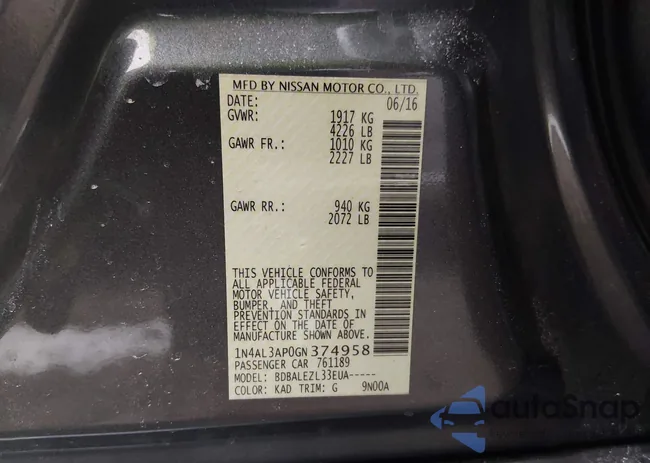 MFD BY NISSAN MOTOR CO., LTD.
DATE: 06/16
GVWR: 1917 KG
4226 LB
GAWR FR.: 1010 KG
2227 LB
GAWR RR.: 940 KG
2072 LB
THIS VEHICLE CONFORMS TO
ALL APPLICABLE FEDERAL
MOTOR VEHICLE SAFETY,
BUMPER, AND THEFT
PREVENTION STANDARDS IN
EFFECT ON THE DATE OF
MANUFACTURE SHOWN ABOVE.
1N4AL3AP0GN374958
PASSENGER CAR 761189
MODEL: BDBALEZL33EUA-----
COLOR: KAD TRIM: G 9N00A
autoSnap